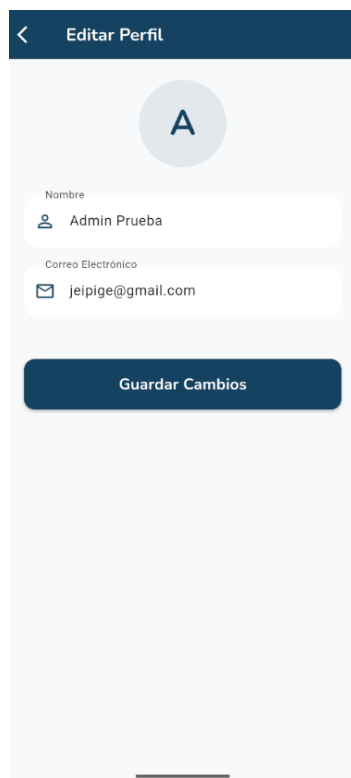 Editar Perfil
A
Nombre
Admin Prueba
Correo Electrónico
jeipige@gmail.com
Guardar Cambios